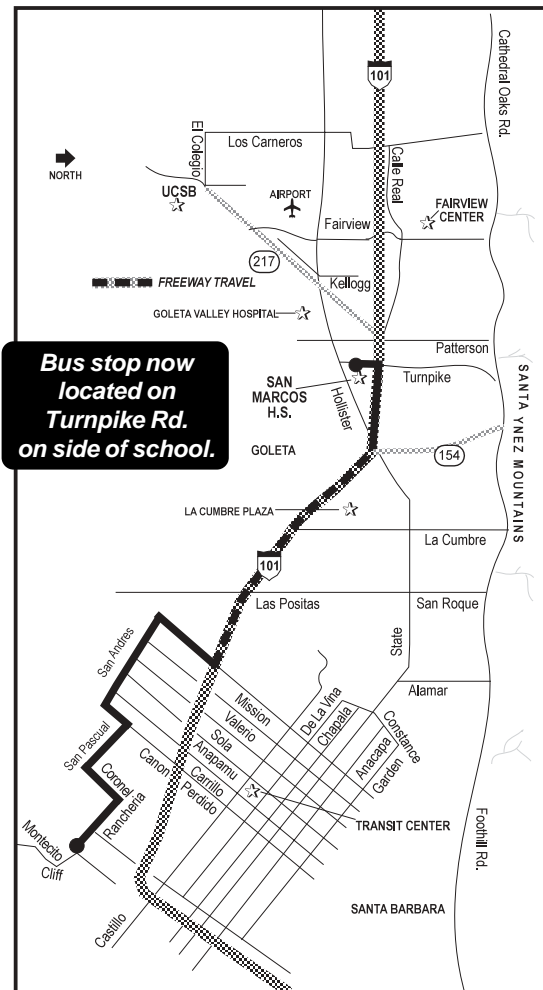 101
Cathedral Oaks Rd.
El Colegio
Los Carneros
Calle Real
NORTH
UCSB
AIRPORT
FAIRVIEW
CENTER
Fairview
217
FREEWAY TRAVEL
Kellogg
GOLETA VALLEY HOSPITAL
Patterson
Bus stop now
located on
Turnpike Rd.
on side of school.
SAN
MARCOS
H.S.
Turnpike
Hollister
SANTA YNEZ MOUNTAINS
GOLETA
154
LA CUMBRE PLAZA
La Cumbre
101
Las Positas
San Roque
State
San Andres
Mission
Valerio
Sola
Anapamu
Carrillo
Canon
Perdido
De La Vina
Chapala
Alamar
Constance
Anacapa
Garden
San Pascual
Coronel
Rancheria
TRANSIT CENTER
Montecito
Cliff
Foothill Rd.
Castillo
SANTA BARBARA